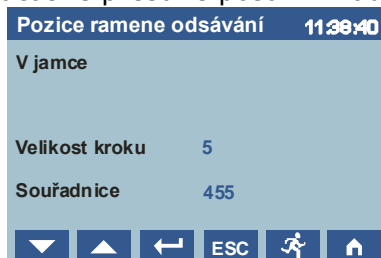 Pozice ramene odsávání 11:38:40
V jamce
Velikost kroku 5
Souřadnice 455
ESC